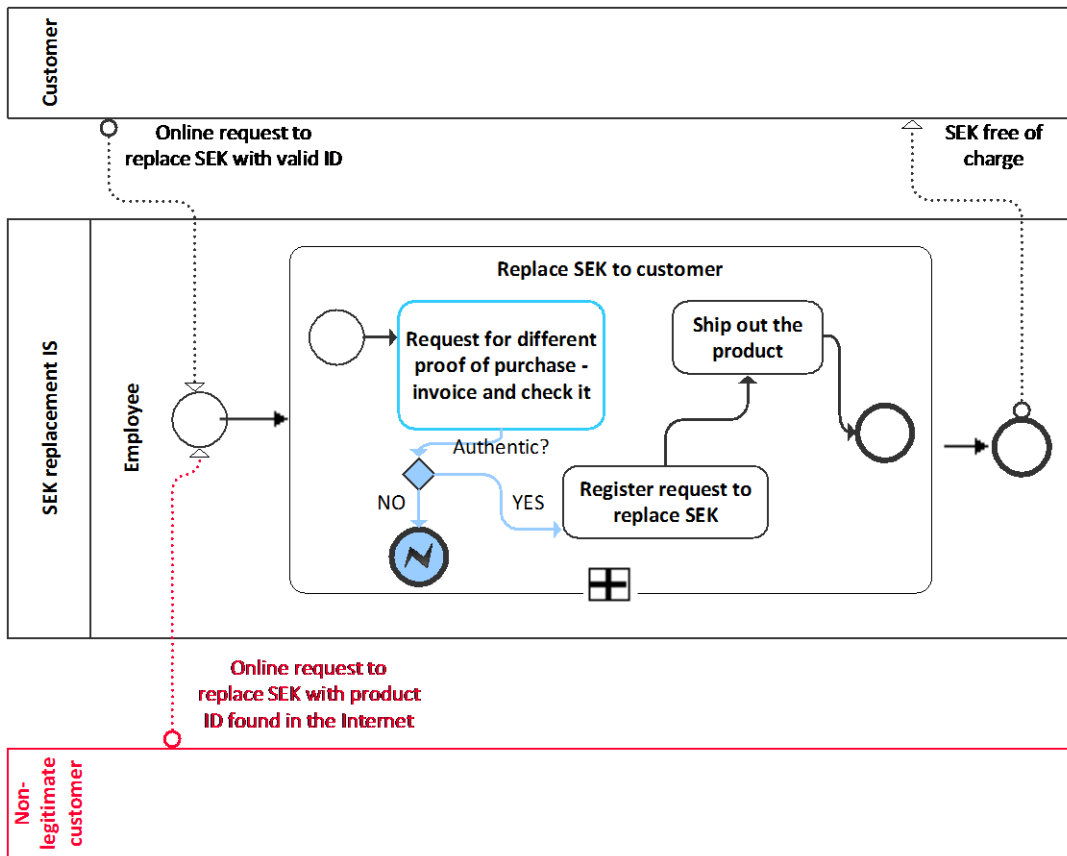 Customer
Online request to
replace SEK with valid ID
SEK free of
charge
SEK replacement IS
Employee
Replace SEK to customer
Request for different
proof of purchase -
invoice and check it
Ship out the
product
Authentic?
NO
YES
Register request to
replace SEK
Online request to
replace SEK with product
ID found in the Internet
Non-
legitimate
customer